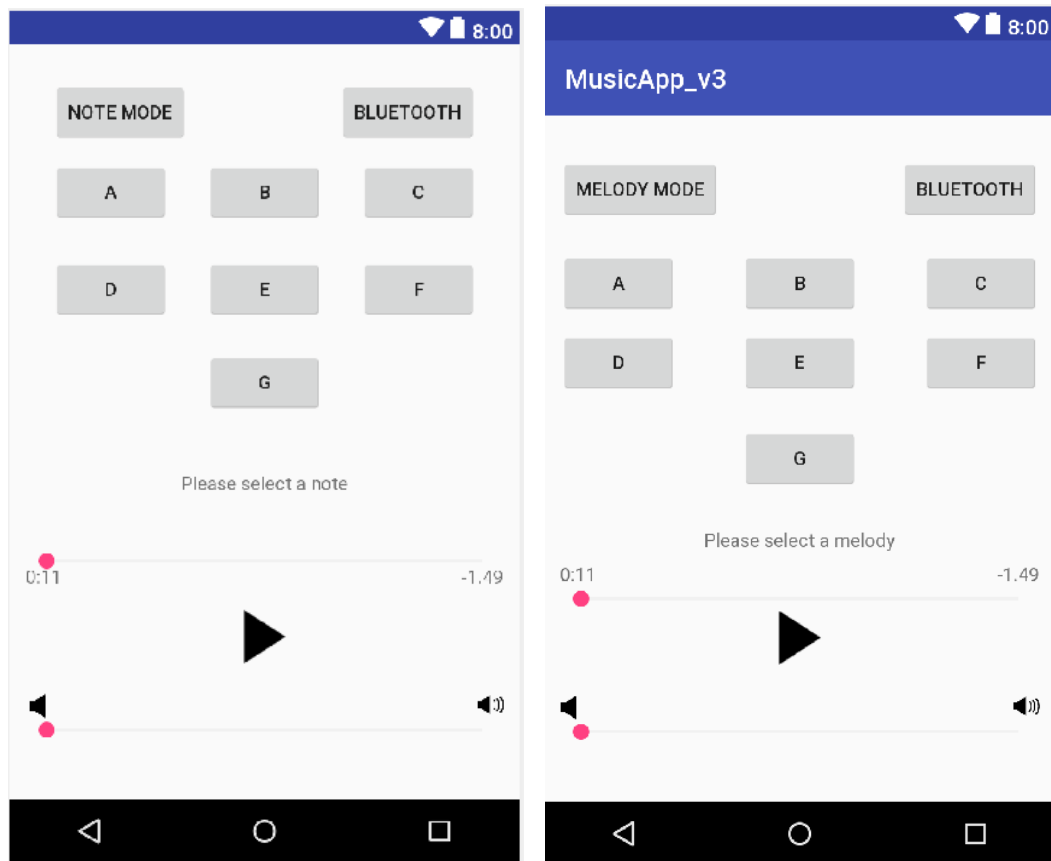 8:00
NOTE MODE BLUETOOTH
A B C
D E F
G
Please select a note
0:11 -1.49
8:00
MusicApp_v3
MELODY MODE BLUETOOTH
A B C
D E F
G
Please select a melody
0:11 -1.49